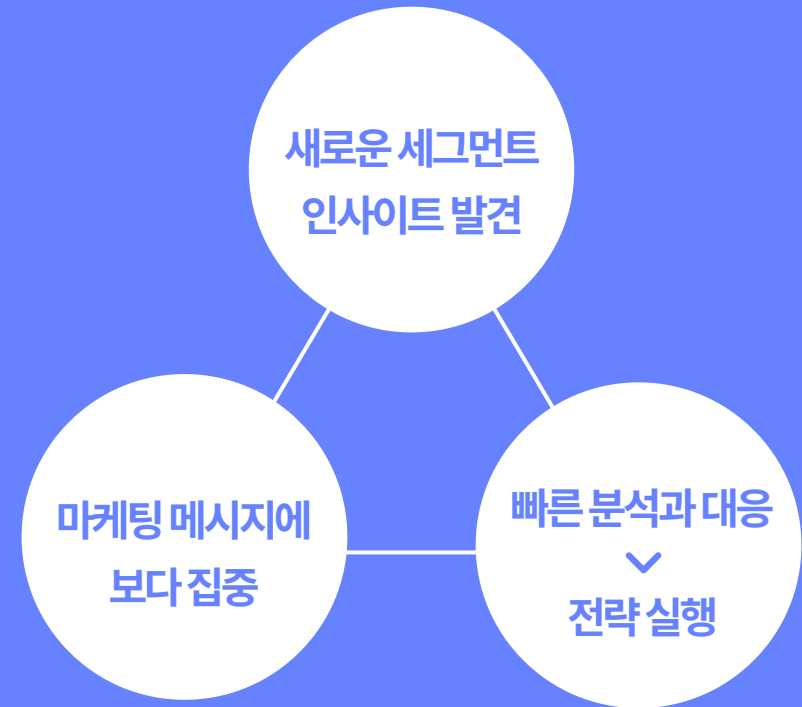 새로운 세그먼트
인사이트 발견
마케팅 메시지에
보다 집중
빠른 분석과 대응
전략 실행